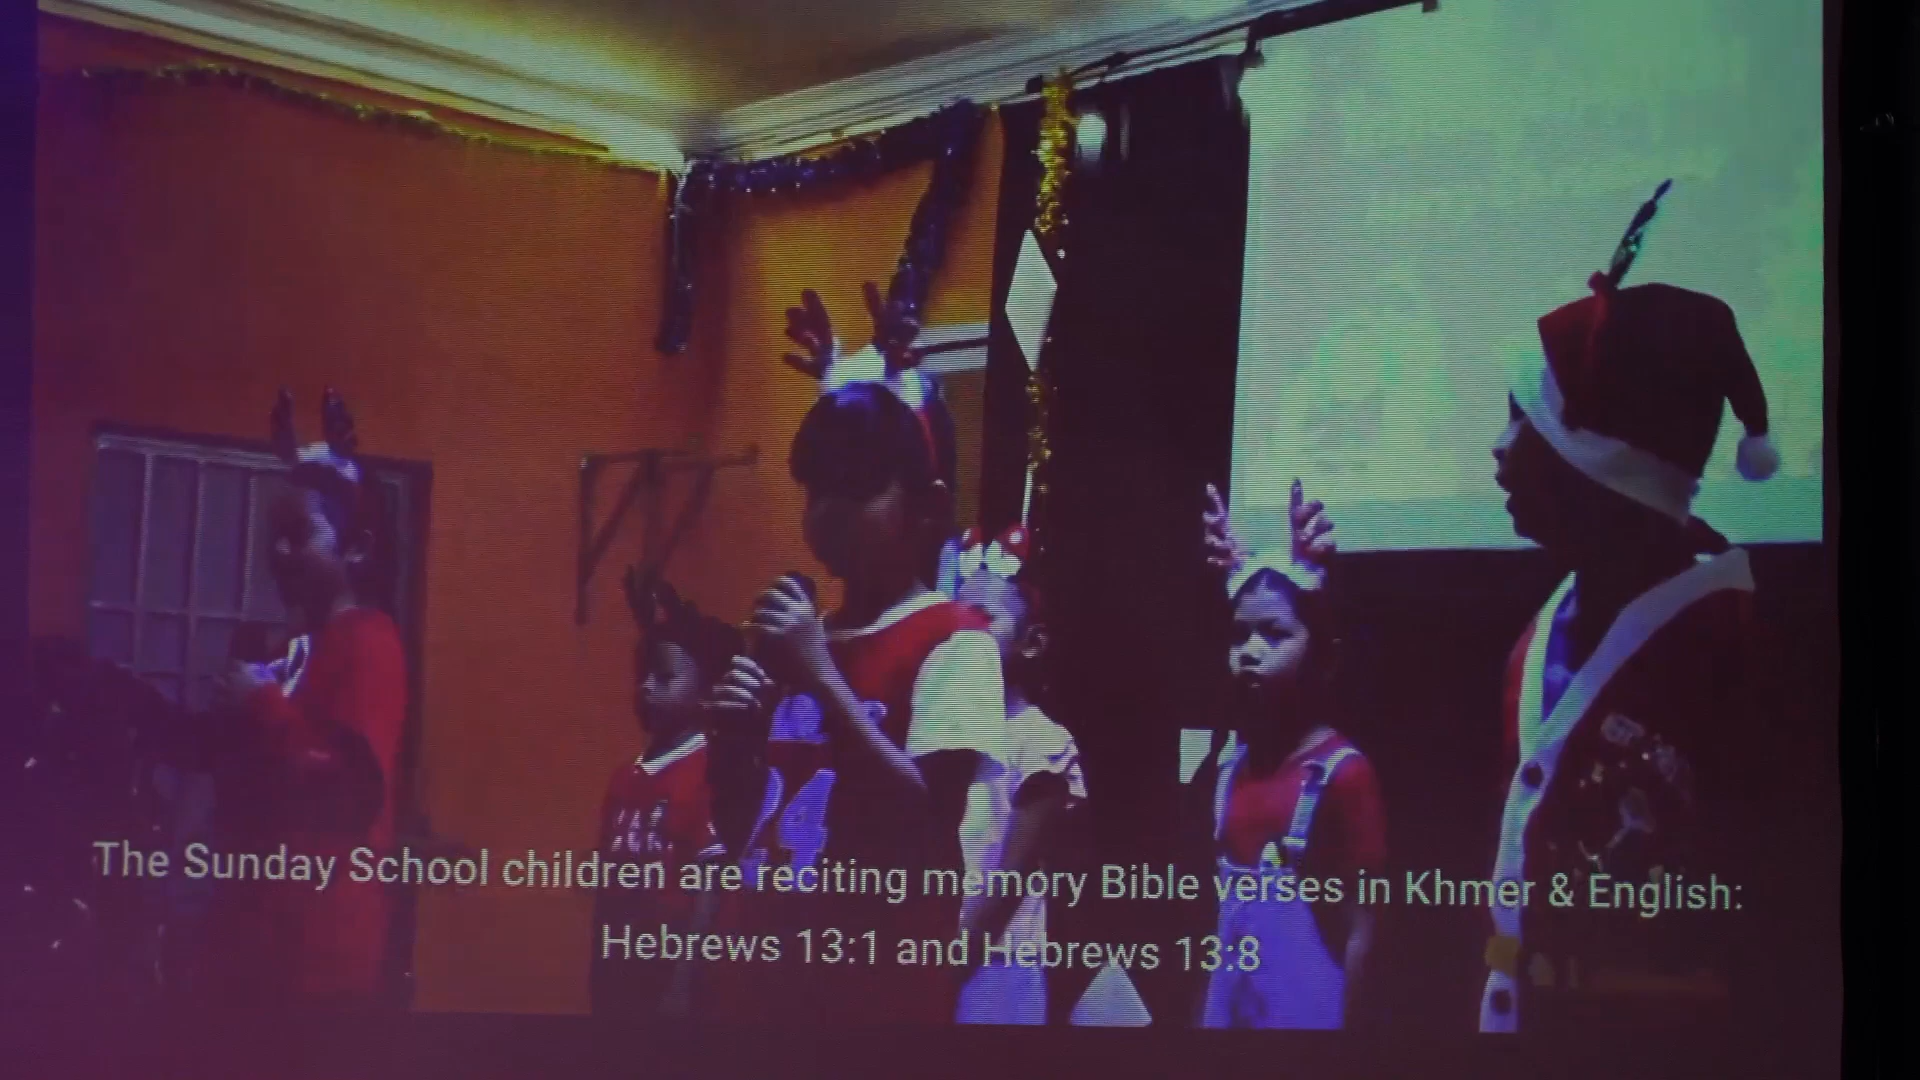 The Sunday School children are reciting memory Bible verses in Khmer & English:
Hebrews 13:1 and Hebrews 13:8
4